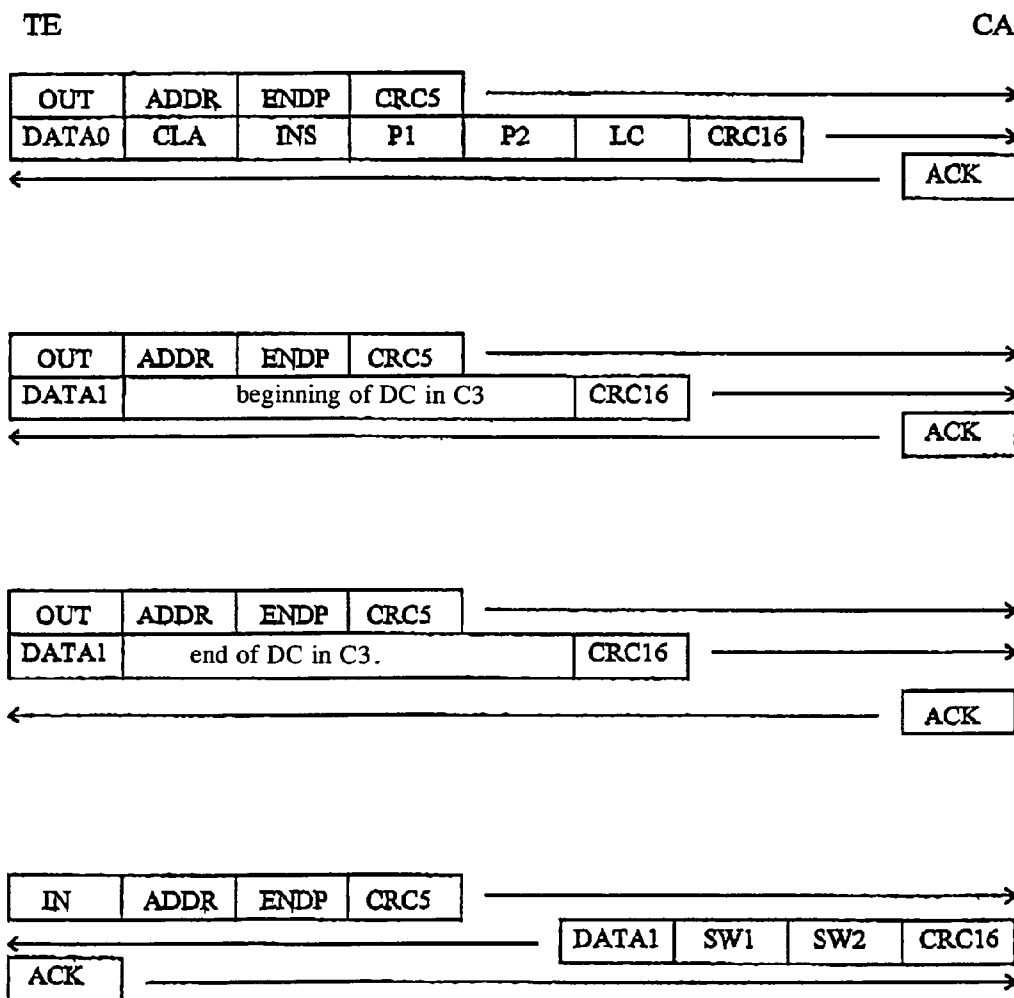 TE CA
OUT ADDR ENDP CRC5
DATA0 CLA INS P1 P2 LC CRC16
ACK
OUT ADDR ENDP CRC5
DATA1 beginning of DC in C3 CRC16
ACK
OUT ADDR ENDP CRC5
DATA1 end of DC in C3. CRC16
ACK
IN ADDR ENDP CRC5
DATA1 SW1 SW2 CRC16
ACK